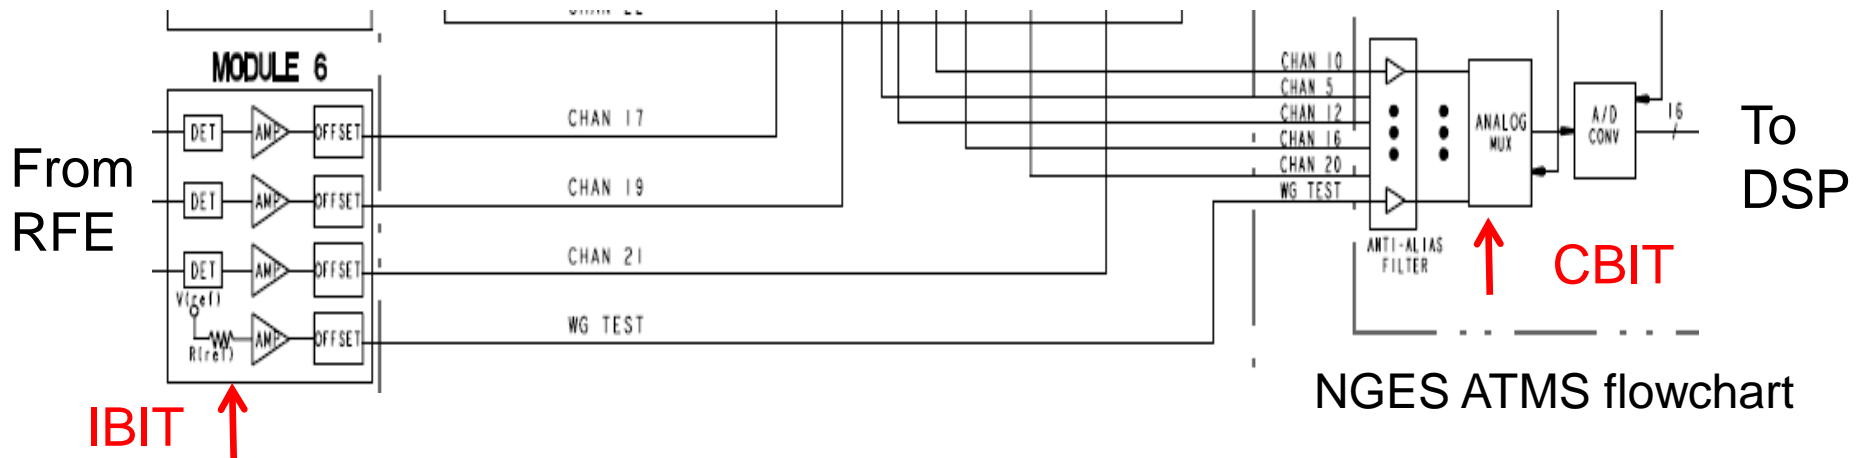 CHAN 22
MODULE 6
DET AMP OFFSET
CHAN 17
DET AMP OFFSET
CHAN 19
DET AMP OFFSET
CHAN 21
V(ref)
R(ref)
AMP OFFSET
WG TEST
From
RFE
IBIT
CHAN 10
CHAN 5
CHAN 12
CHAN 16
CHAN 20
WG TEST
ANTI-ALIAS
FILTER
ANALOG
MUX
A/D
CONV
16
To
DSP
CBIT
NGES ATMS flowchart